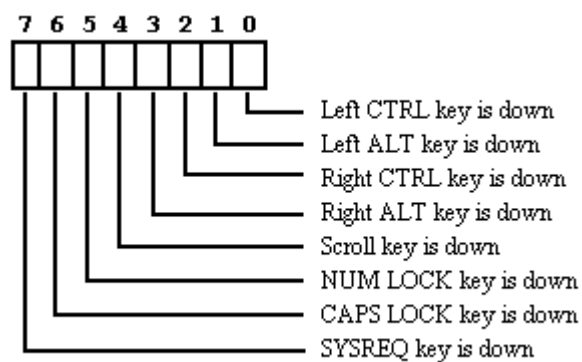 7 6 5 4 3 2 1 0
Left CTRL key is down
Left ALT key is down
Right CTRL key is down
Right ALT key is down
Scroll key is down
NUM LOCK key is down
CAPS LOCK key is down
SYSREQ key is down